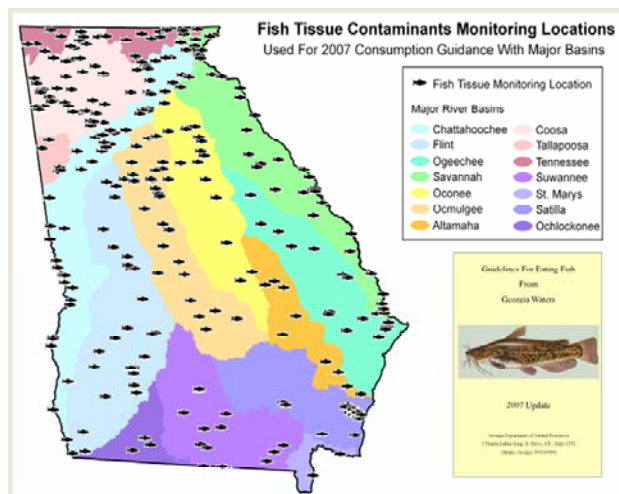 Fish Tissue Contaminants Monitoring Locations
Used For 2007 Consumption Guidance With Major Basins
Fish Tissue Monitoring Location
Major River Basins
Chattahoochee
Flint
Ogeechee
Savannah
Oconee
Ocmulgee
Altamaha
Coosa
Tallapoosa
Tennessee
Suwannee
St. Marys
Satilla
Ochlockonee
Guidelines For Eating Fish
From
Georgia Waters
2007 Update
Georgia Department of Natural Resources